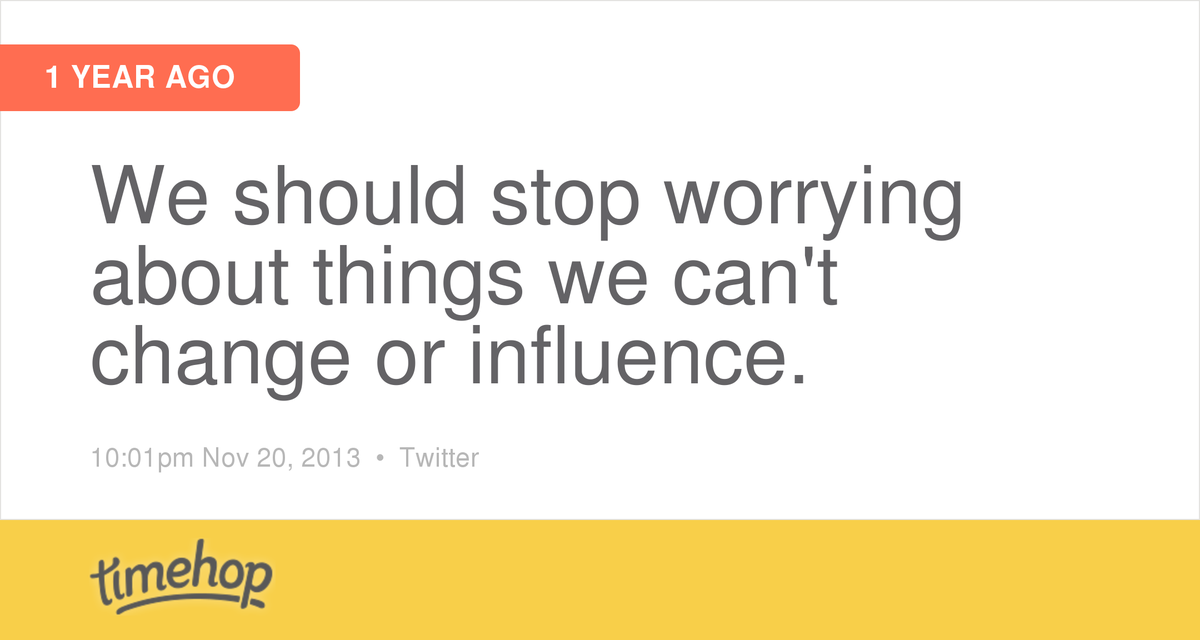 1 YEAR AGO
We should stop worrying
about things we can't
change or influence.
10:01pm Nov 20, 2013 • Twitter
timehop